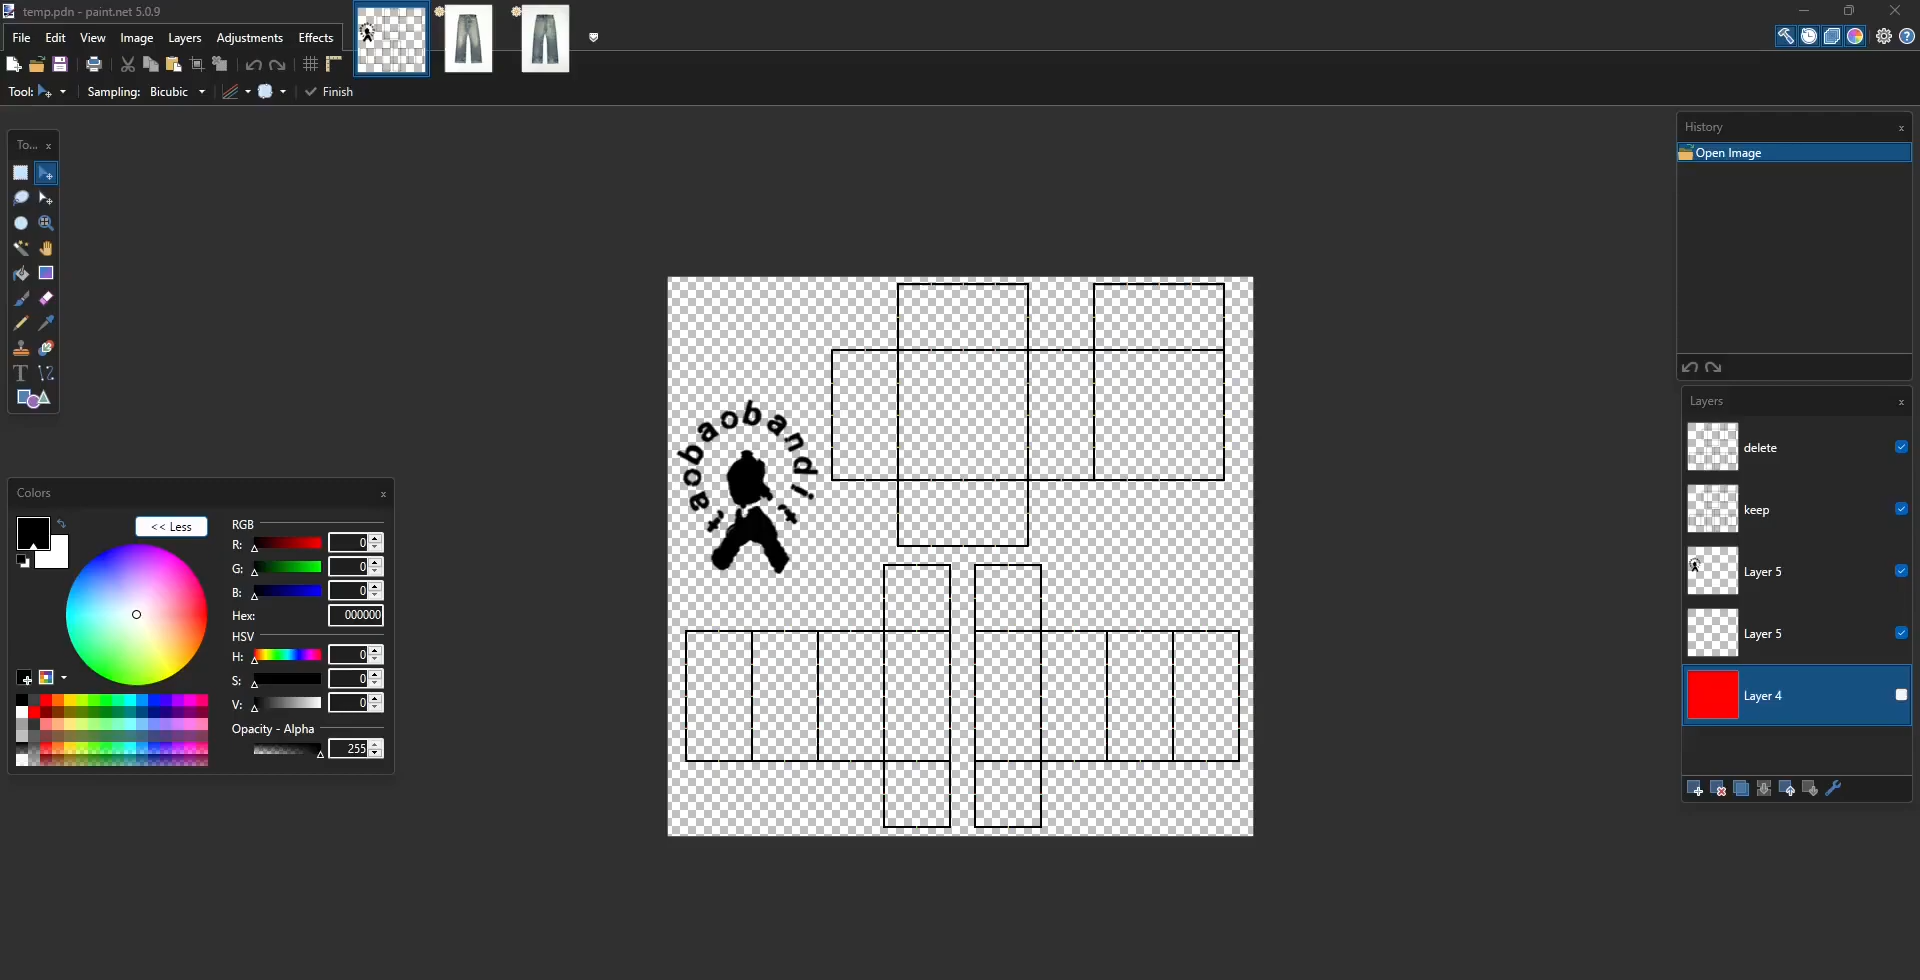 temp.pdn - paint.net 5.0.9
File Edit View Image Layers Adjustments Effects
Tool: Sampling: Bicubic Finish
To... x
History x
Open Image
Layers x
delete
keep
Layer 5
Layer 5
Layer 4
Colors x
<< Less
RGB
R: 0
G: 0
B: 0
Hex: 000000
HSV
H: 0
S: 0
V: 0
Opacity - Alpha
255
aobaobaobandit